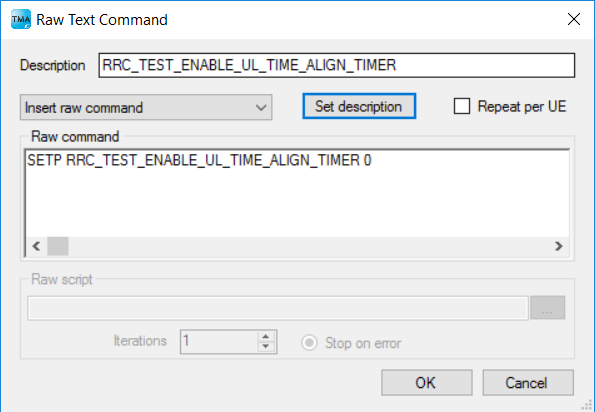 TMA Raw Text Command
Description RRC_TEST_ENABLE_UL_TIME_ALIGN_TIMER
Insert raw command Set description Repeat per UE
Raw command
SETP RRC_TEST_ENABLE_UL_TIME_ALIGN_TIMER 0
Raw script
...
Iterations 1 Stop on error
OK Cancel